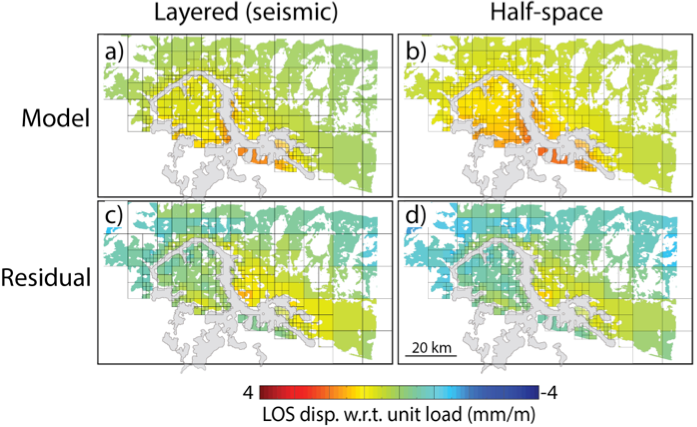 Layered (seismic) Half-space
a) b)
Model
c) d)
Residual
20 km
4 -4
LOS disp. w.r.t. unit load (mm/m)